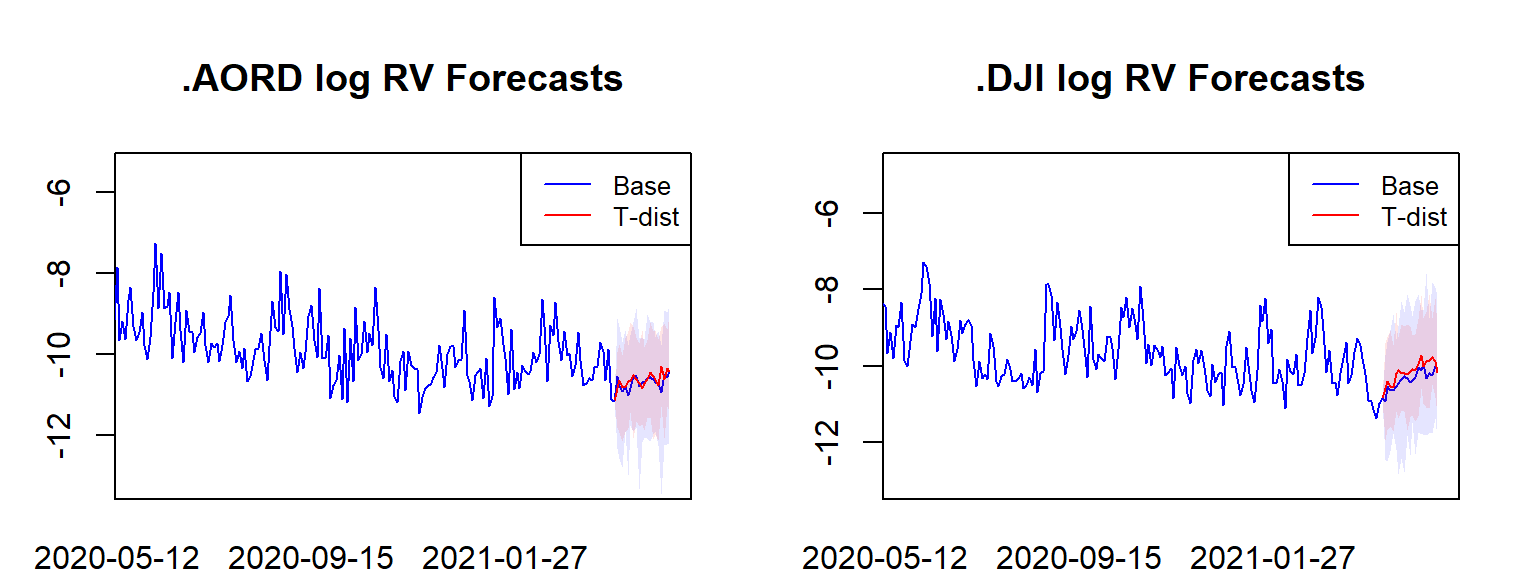 .AORD log RV Forecasts
-6
-8
-10
-12
Base
T-dist
2020-05-12 2020-09-15 2021-01-27
.DJI log RV Forecasts
-6
-8
-10
-12
Base
T-dist
2020-05-12 2020-09-15 2021-01-27